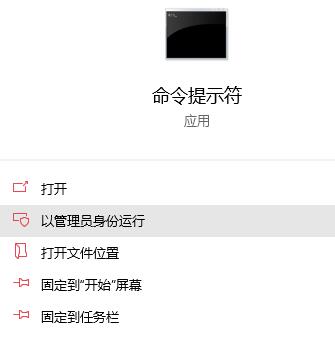 命令提示符
应用
打开
以管理员身份运行
打开文件位置
固定到"开始"屏幕
固定到任务栏